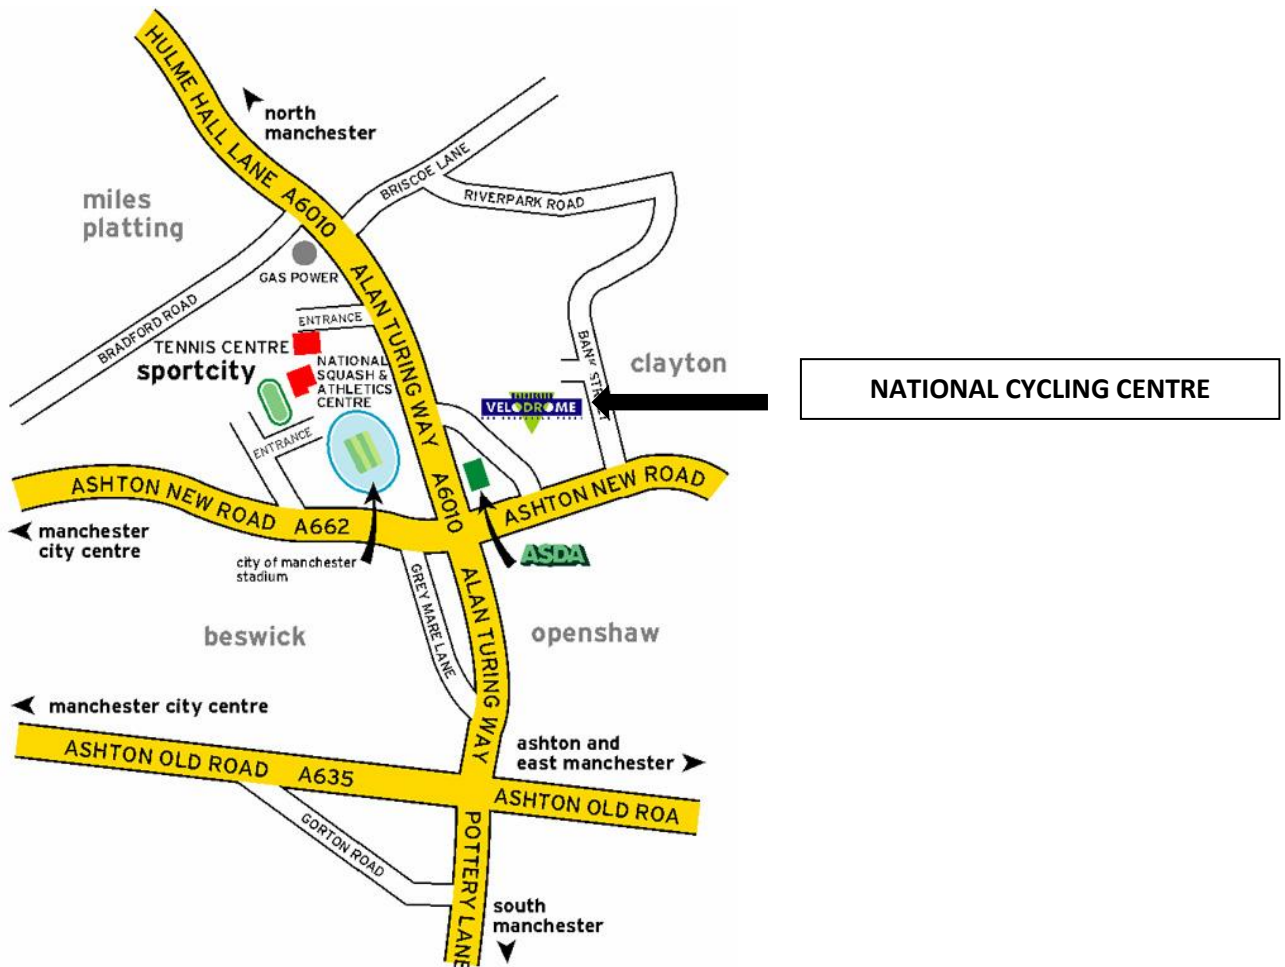 HULME HALL LANE A6010
north
manchester
BRISCOE LANE
RIVERPARK ROAD
miles
platting
GAS POWER
ALAN TURING WAY
ENTRANCE
BRADFORD ROAD
TENNIS CENTRE
sportcity
NATIONAL
SQUASH &
ATHLETICS
CENTRE
BANK
clayton
NATIONAL CYCLING CENTRE
VELODROME
ENTRANCE
A6010
ASHTON NEW ROAD A662
ASHTON NEW ROAD
manchester
city centre
city of manchester
stadium
ASDA
GREY MARE LANE
ALAN TURING WAY
beswick
openshaw
manchester city centre
ashton and
east manchester
ASHTON OLD ROAD A635
ASHTON OLD ROA
GORTON ROAD
POTTERY LANE
south
manchester